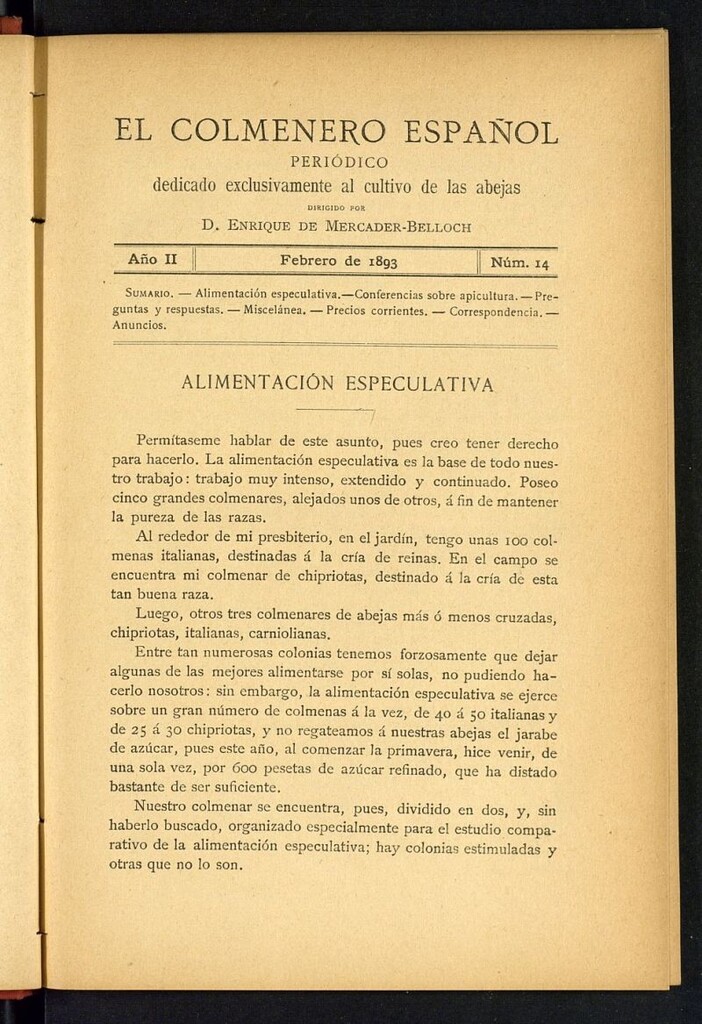 EL COLMENERO ESPAÑOL
PERIÓDICO
dedicado exclusivamente al cultivo de las abejas
DIRIGIDO POR
D. ENRIQUE DE MERCADER-BELLOCH
Año II Febrero de 1893 Núm. 14
SUMARIO. — Alimentación especulativa.—Conferencias sobre apicultura. — Pre-
guntas y respuestas. — Miscelánea. — Precios corrientes. — Correspondencia. —
Anuncios.
ALIMENTACIÓN ESPECULATIVA
Permítaseme hablar de este asunto, pues creo tener derecho
para hacerlo. La alimentación especulativa es la base de todo nues-
tro trabajo: trabajo muy intenso, extendido y continuado. Poseo
cinco grandes colmenares, alejados unos de otros, á fin de mantener
la pureza de las razas.
Al rededor de mi presbiterio, en el jardín, tengo unas 100 col-
menas italianas, destinadas á la cría de reinas. En el campo se
encuentra mi colmenar de chipriotas, destinado á la cría de esta
tan buena raza.
Luego, otros tres colmenares de abejas más ó menos cruzadas,
chipriotas, italianas, carniolianas.
Entre tan numerosas colonias tenemos forzosamente que dejar
algunas de las mejores alimentarse por sí solas, no pudiendo ha-
cerlo nosotros: sin embargo, la alimentación especulativa se ejerce
sobre un gran número de colmenas á la vez, de 40 á 50 italianas y
de 25 á 30 chipriotas, y no regateamos á nuestras abejas el jarabe
de azúcar, pues este año, al comenzar la primavera, hice venir, de
una sola vez, por 600 pesetas de azúcar refinado, que ha distado
bastante de ser suficiente.
Nuestro colmenar se encuentra, pues, dividido en dos, y, sin
haberlo buscado, organizado especialmente para el estudio compa-
rativo de la alimentación especulativa; hay colonias estimuladas y
otras que no lo son.